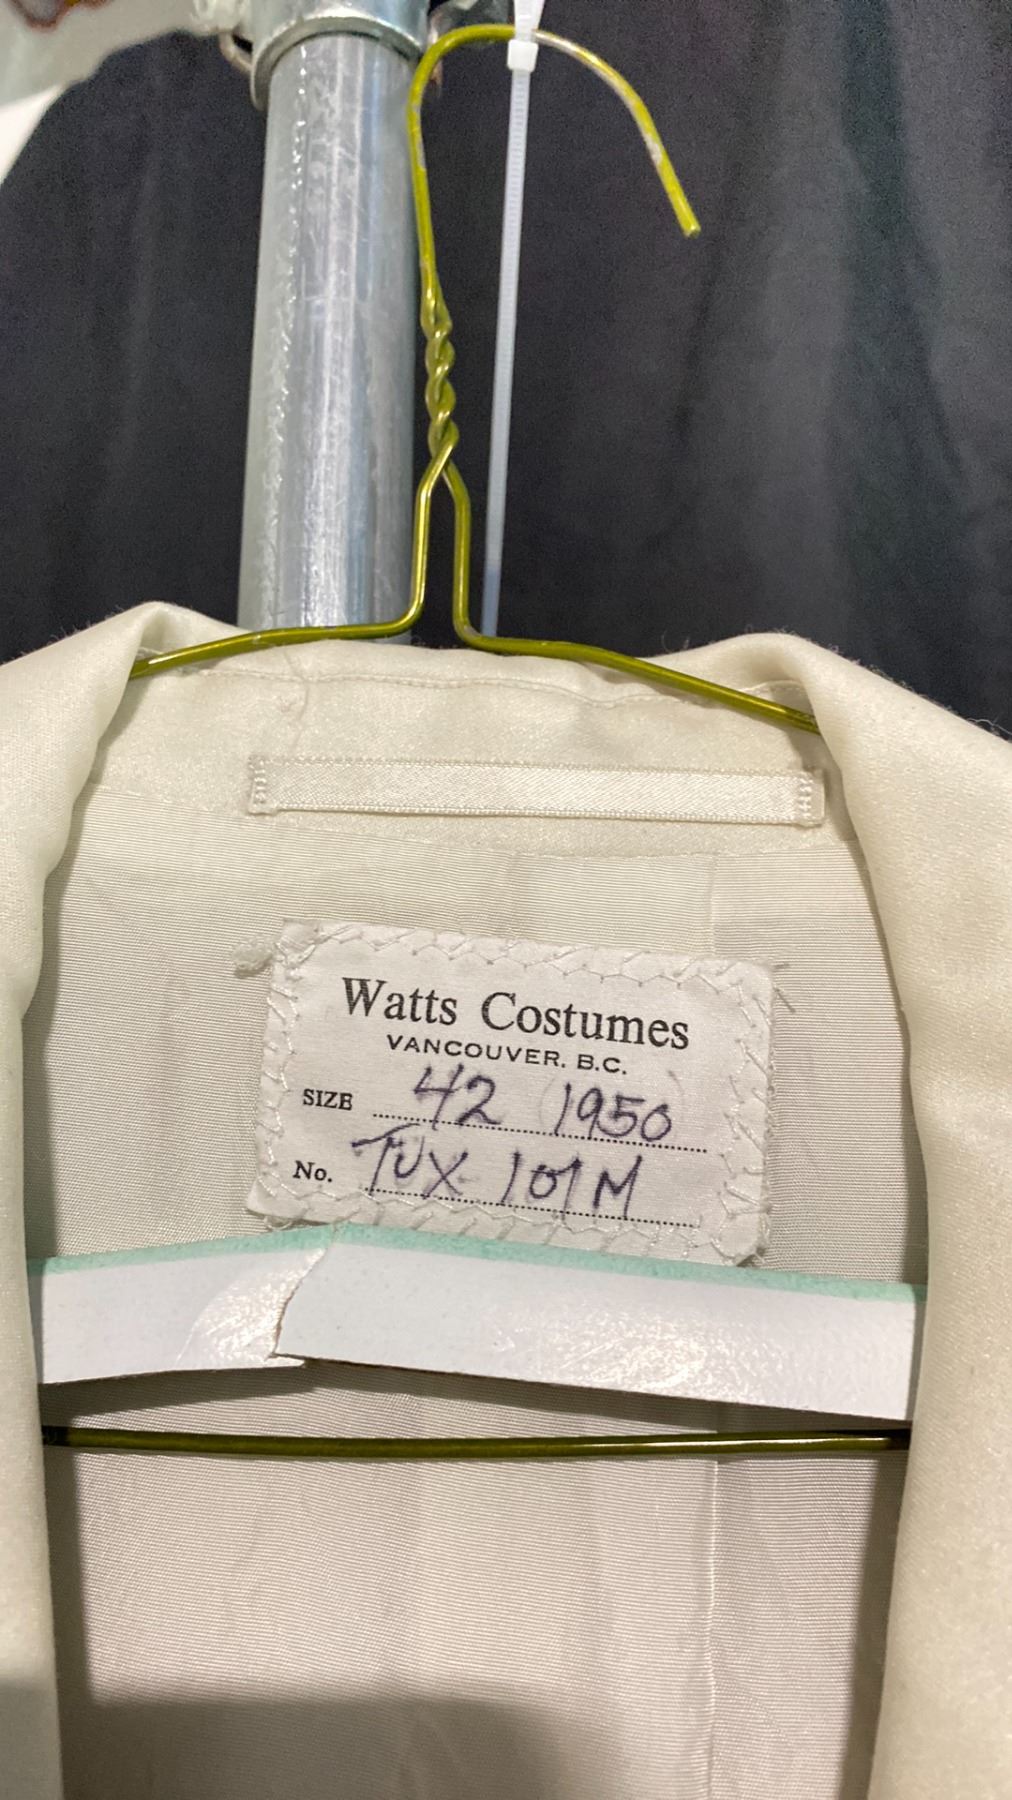 Watts Costumes
VANCOUVER. B.C.
SIZE 42 (1950)
No. TUX 101M